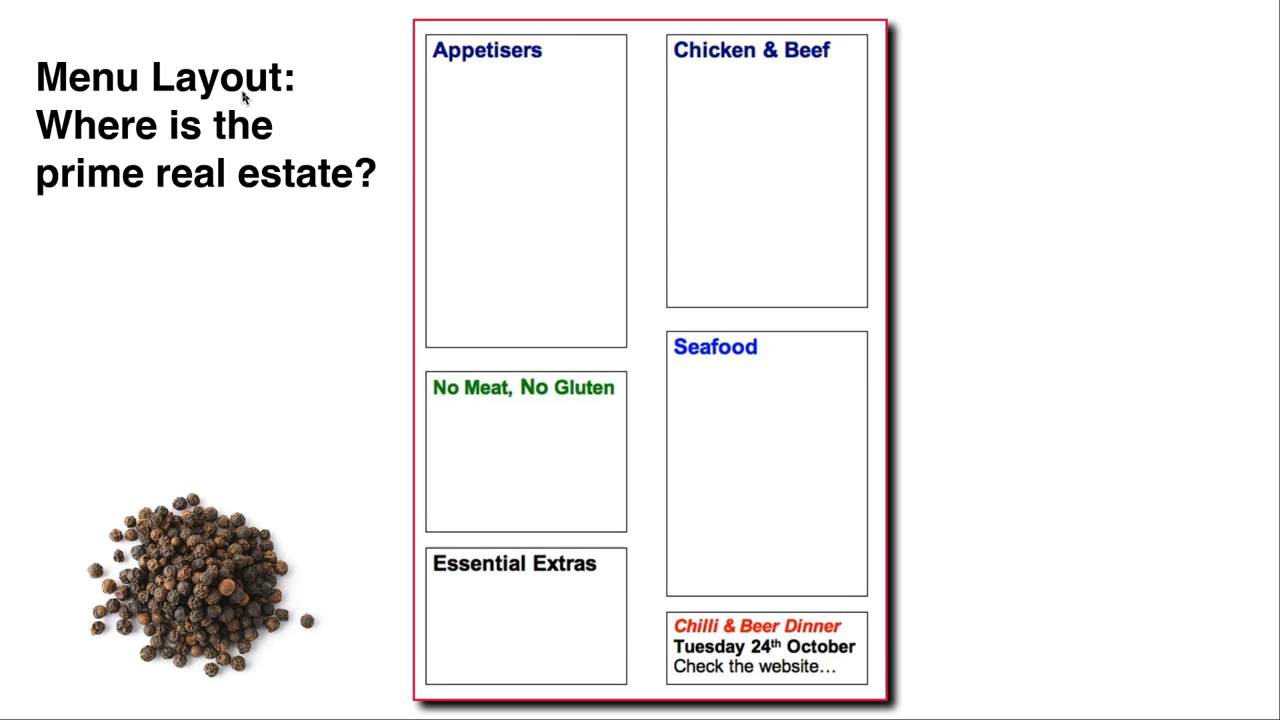 Menu Layout:
Where is the
prime real estate?
Appetisers
No Meat, No Gluten
Essential Extras
Chicken & Beef
Seafood
Chilli & Beer Dinner
Tuesday 24th October
Check the website…